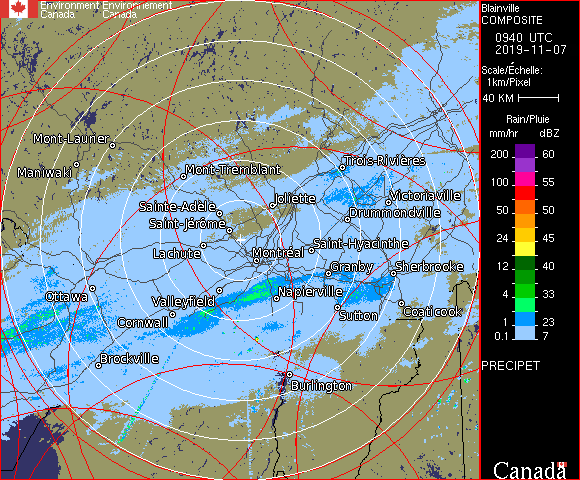 Environment Environnement
Canada Canada
Blainville
COMPOSITE
0940 UTC
2019-11-07
Scale/Échelle:
1km/Pixel
40 KM
Rain/Pluie
mm/hr dBZ
200 60
100 55
50 50
24 45
12 40
4 33
1 23
0.1 7
PRECIPET
Mont-Laurier
Maniwaki
Mont-Tremblant
Trois-Rivières
Sainte-Adèle
Joliette
Victoriaville
Saint-Jérôme
Drummondville
Lachute
Montréal
Saint-Hyacinthe
Granby
Sherbrooke
Ottawa
Valleyfield
Napierville
Cornwall
Sutton
Coaticook
Brockville
Burlington
Canada